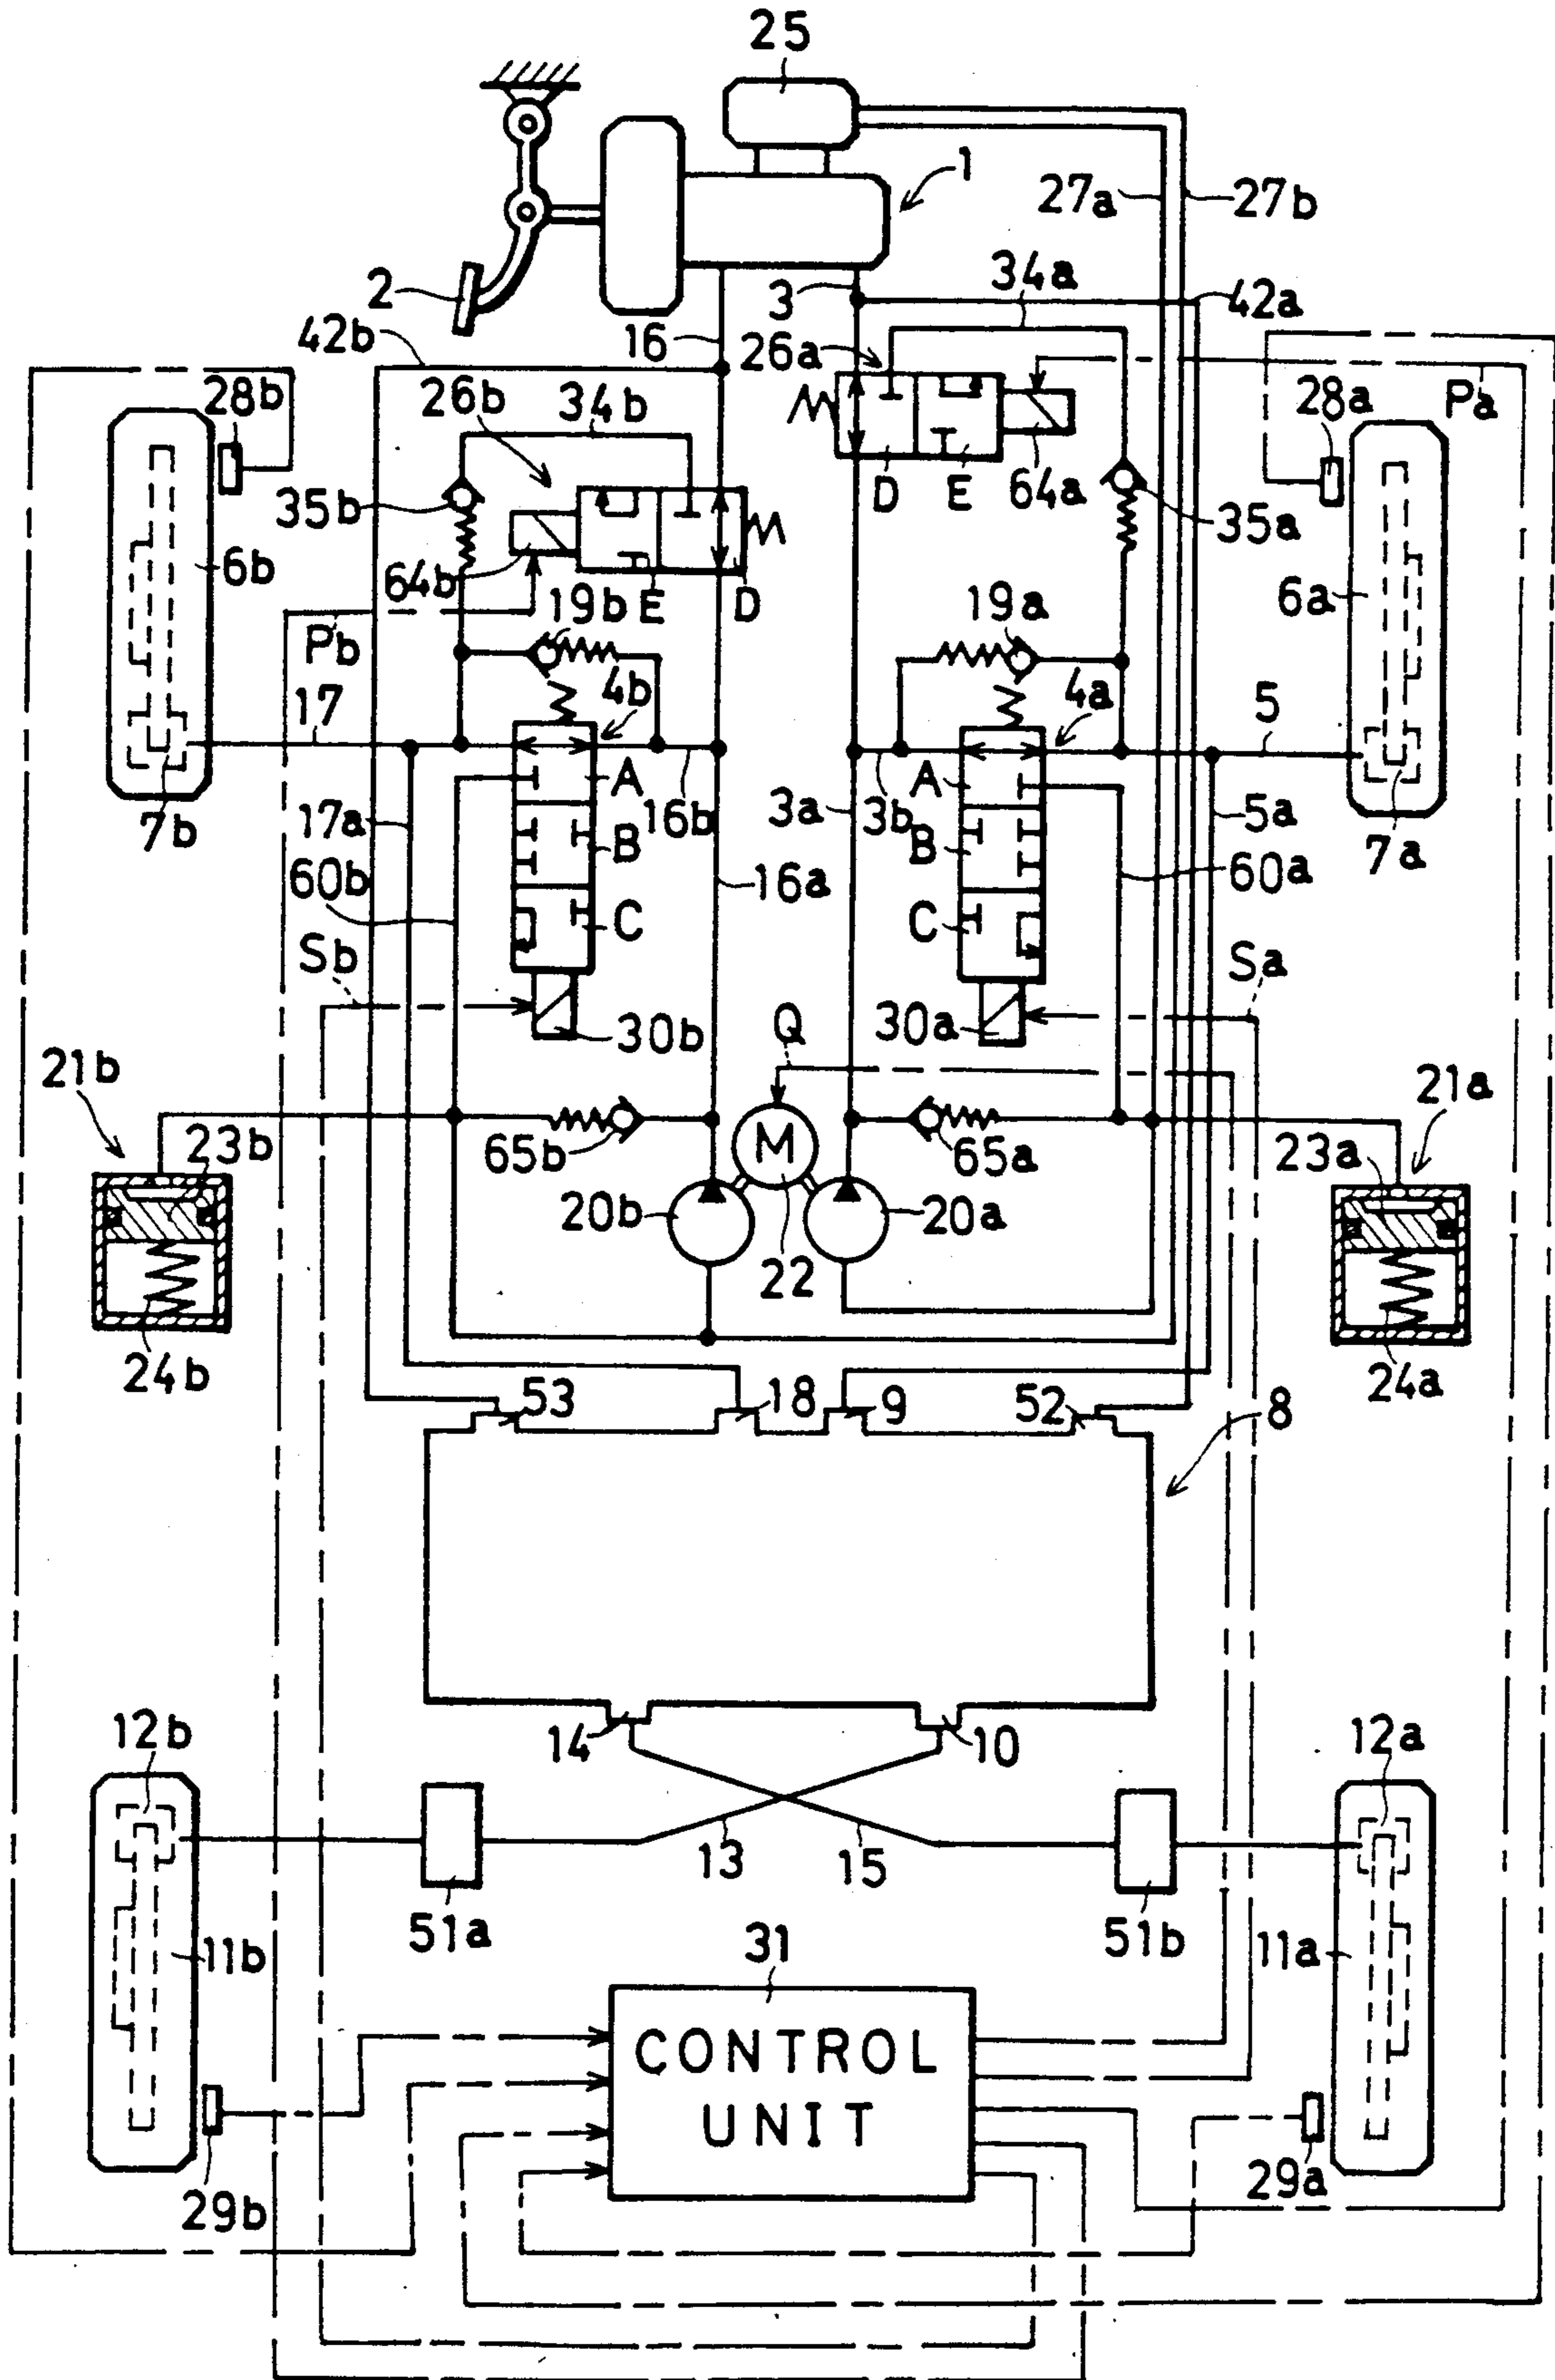 25
1
27a
27b
2
3
34a
42a
42b
16
26a
Pa
28b
26b
34b
28a
D
E
64a
35b
35a
6b
64b
E
D
6a
Pb
19b
19a
17
4b
4a
5
A
A
7b
17a
16b
3a
3b
5a
7a
B
B
60b
16a
60a
C
C
Sb
Sa
30b
Q
30a
21b
21a
23b
65b
M
65a
23a
20b
20a
22
24b
24a
53
18
9
52
8
12b
14
10
12a
13
15
51a
51b
11b
31
11a
CONTROL
UNIT
29b
29a